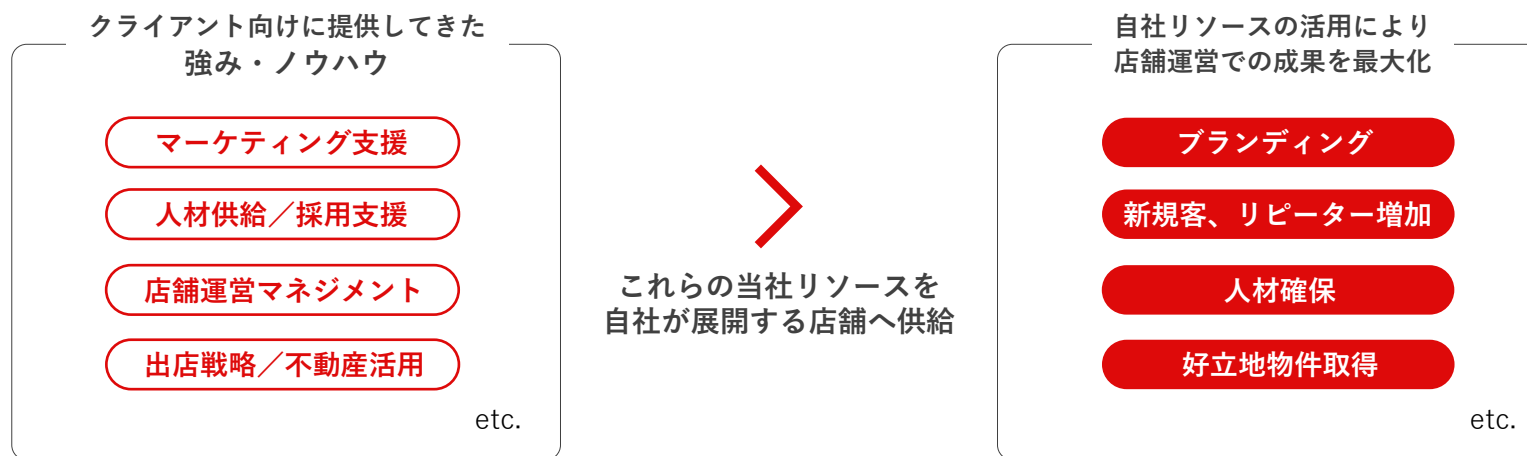 クライアント向けに提供してきた
強み・ノウハウ
マーケティング支援
人材供給／採用支援
店舗運営マネジメント
出店戦略／不動産活用
etc.
これらの当社リソースを
自社が展開する店舗へ供給
自社リソースの活用により
店舗運営での成果を最大化
ブランディング
新規客、リピーター増加
人材確保
好立地物件取得
etc.